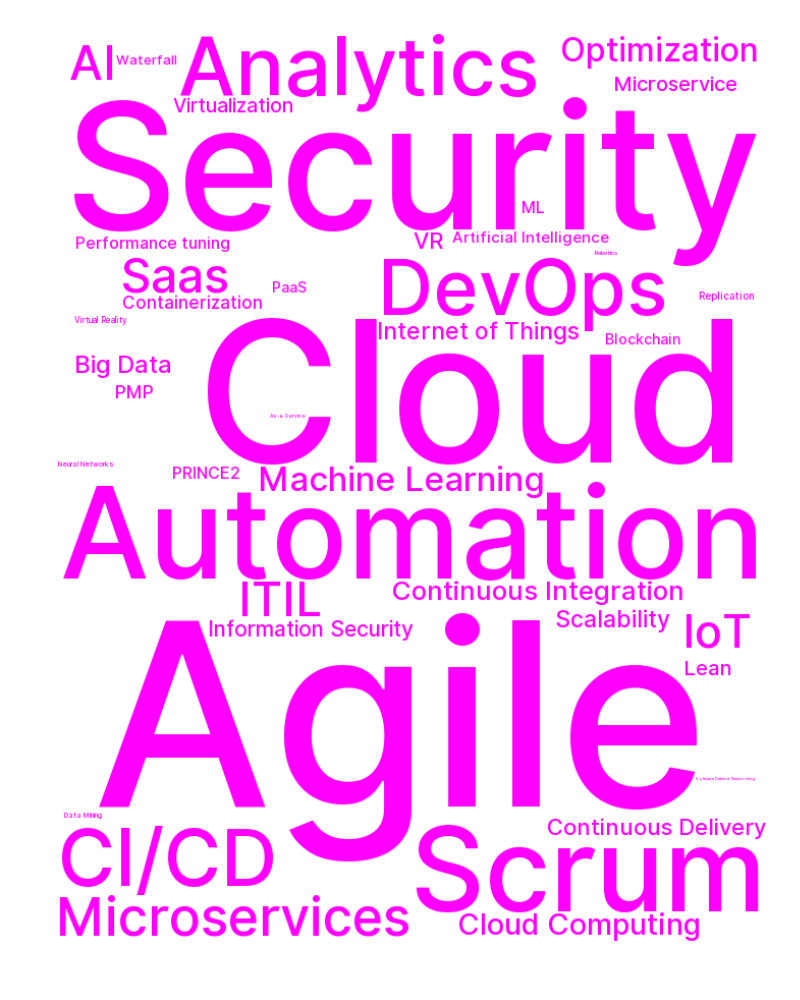 AI
Waterfall
Analytics
Optimization
Microservice
Virtualization
Security
ML
Performance tuning
VR
Artificial Intelligence
Robotics
Saas
DevOps
PaaS
Containerization
Replication
Virtual Reality
Internet of Things
Blockchain
Cloud
Big Data
PMP
As-a-Service
Neural Networks
PRINCE2
Machine Learning
Automation
ITIL
Continuous Integration
Information Security
Scalability
IoT
Lean
Agile
Software Defined Networking
Data Mining
CI/CD
Continuous Delivery
Scrum
Microservices
Cloud Computing